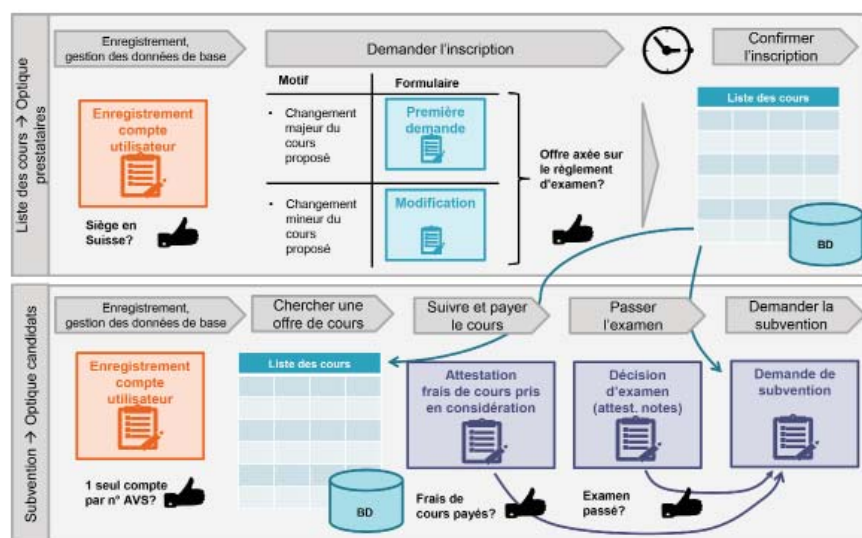 Liste des cours → Optique
prestataires
Enregistrement,
gestion des données de base
Demander l'inscription
Confirmer
l'inscription
Motif
Formulaire
Enregistrement
compte
utilisateur
Siège en
Suisse?
• Changement
majeur du
cours
proposé
Première
demande
• Changement
mineur du
cours
proposé
Modification
Offre axée sur
le règlement
d'examen?
Liste des cours
BD
Subvention → Optique candidats
Enregistrement,
gestion des données de base
Chercher une
offre de cours
Suivre et payer
le cours
Passer
l'examen
Demander la
subvention
Enregistrement
compte
utilisateur
1 seul compte
par n° AVS?
Liste des cours
BD
Attestation
frais de cours pris
en considération
Frais de
cours payés?
Décision
d'examen
(attest. notes)
Examen
passé?
Demande de
subvention